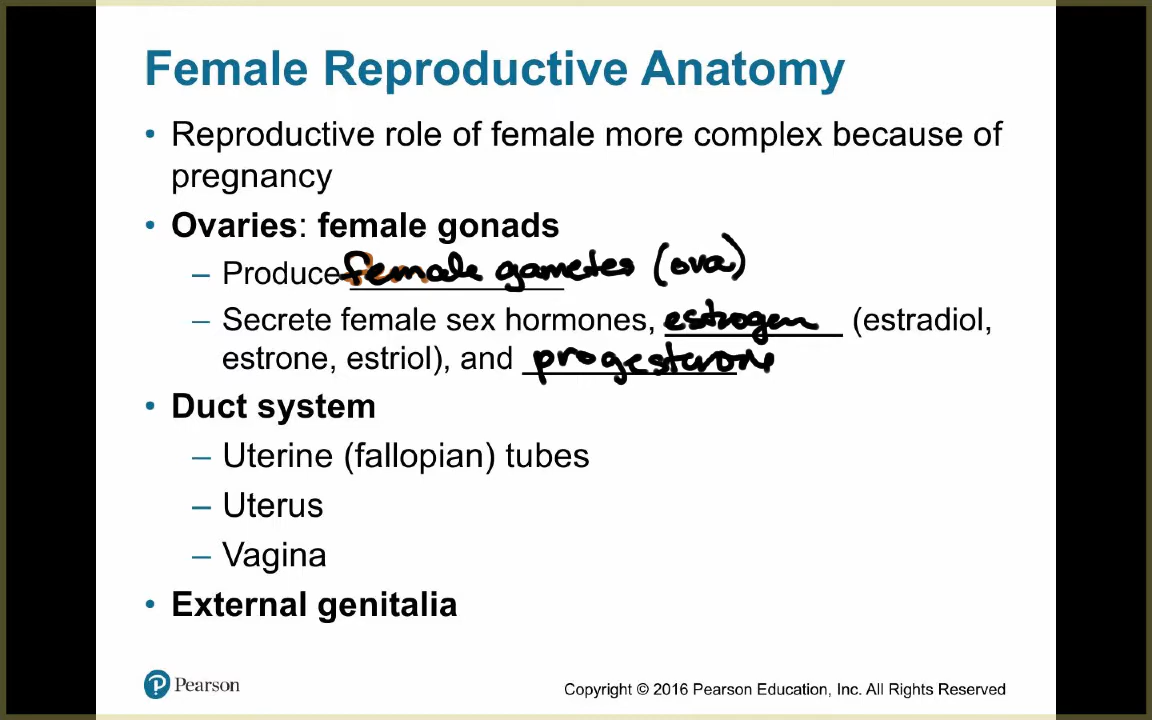 Female Reproductive Anatomy
• Reproductive role of female more complex because of
pregnancy
• Ovaries: female gonads
– Produce female gametes (ova)
– Secrete female sex hormones, estrogen (estradiol,
estrone, estriol), and progesterone
• Duct system
– Uterine (fallopian) tubes
– Uterus
– Vagina
• External genitalia
Pearson
Copyright © 2016 Pearson Education, Inc. All Rights Reserved